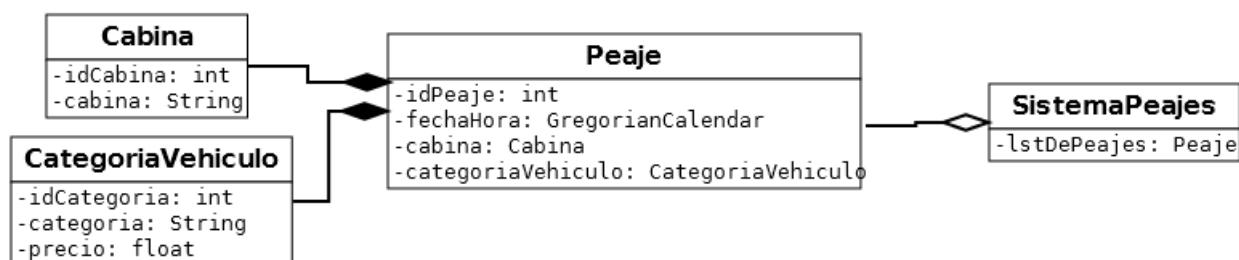 Cabina
-idCabina: int
-cabina: String
CategoriaVehiculo
-idCategoria: int
-categoria: String
-precio: float
Peaje
-idPeaje: int
-fechaHora: GregorianCalendar
-cabina: Cabina
-categoriaVehiculo: CategoriaVehiculo
SistemaPeajes
-lstDePeajes: Peaje